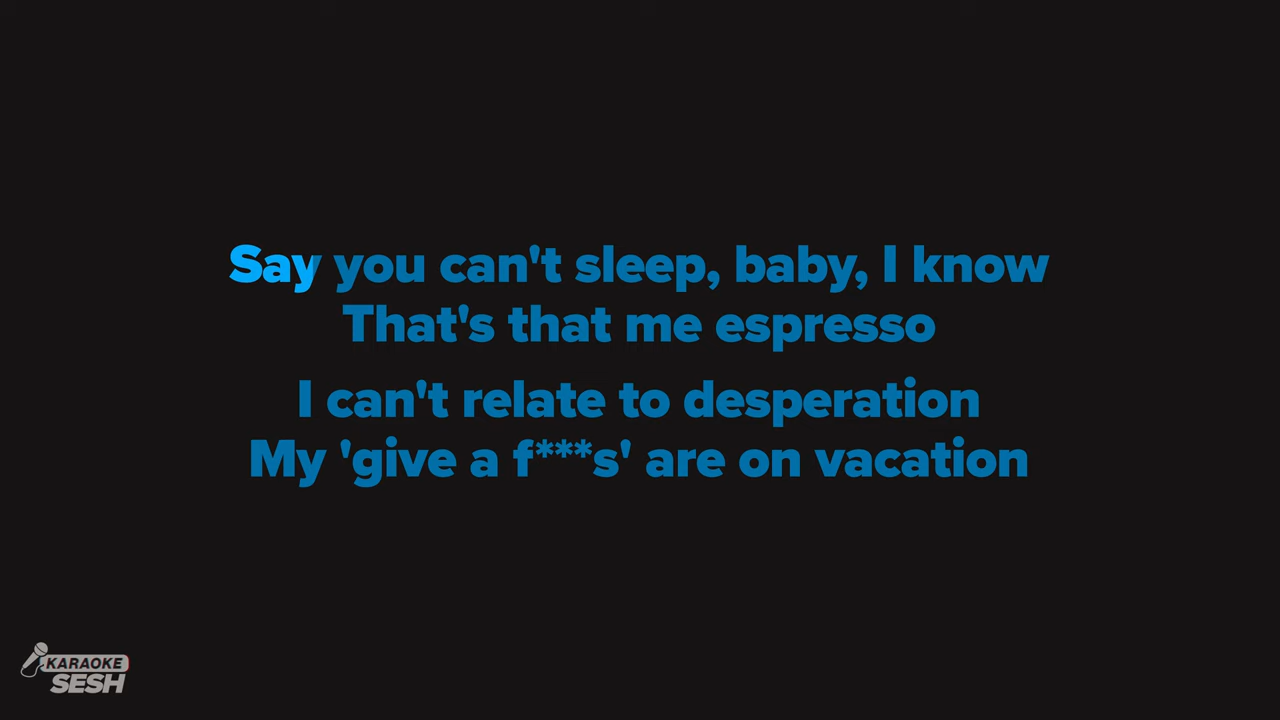 Say you can't sleep, baby, I know
That's that me espresso
I can't relate to desperation
My 'give a f***s' are on vacation
KARAOKE
SESH